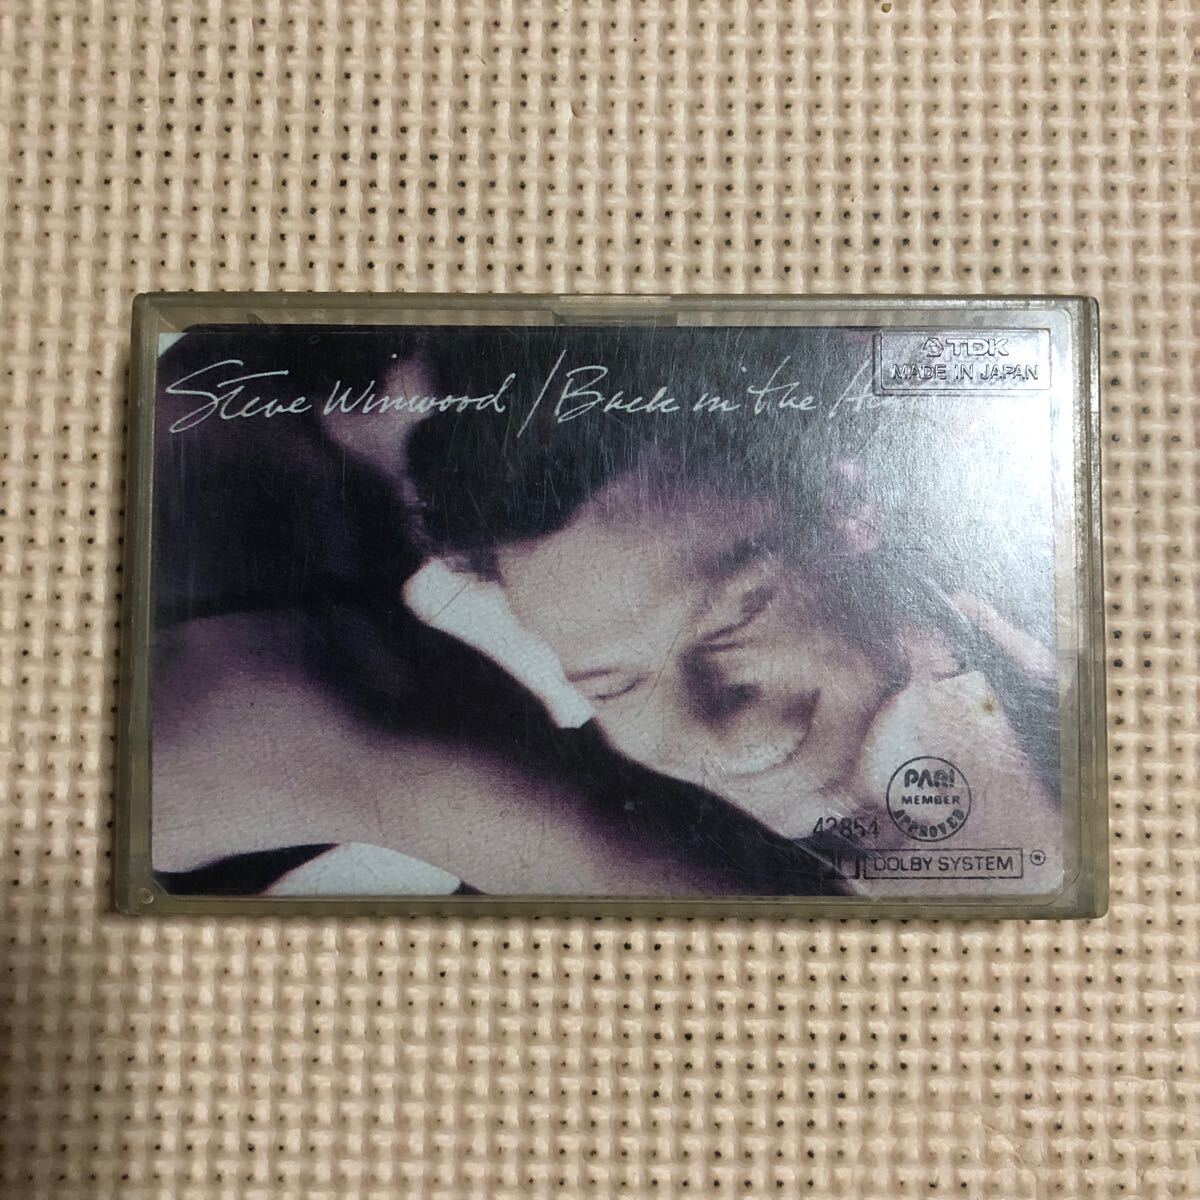 Steve Winwood / Back in the
TDK
MADE IN JAPAN
PARI
MEMBER
APPROVED
42854
DOLBY SYSTEM ®